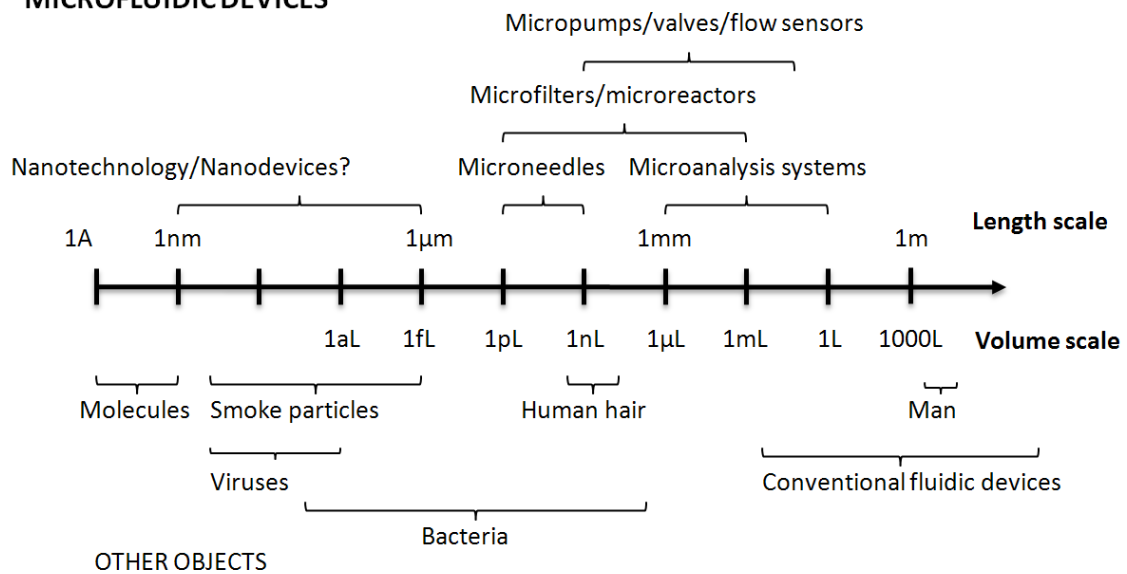 MICROFLUIDIC DEVICES
Micropumps/valves/flow sensors
Microfilters/microreactors
Nanotechnology/Nanodevices?
Microneedles
Microanalysis systems
1A
1nm
1µm
1mm
1m
Length scale
1aL
1fL
1pL
1nL
1µL
1mL
1L
1000L
Volume scale
Molecules
Smoke particles
Human hair
Man
Viruses
Conventional fluidic devices
Bacteria
OTHER OBJECTS